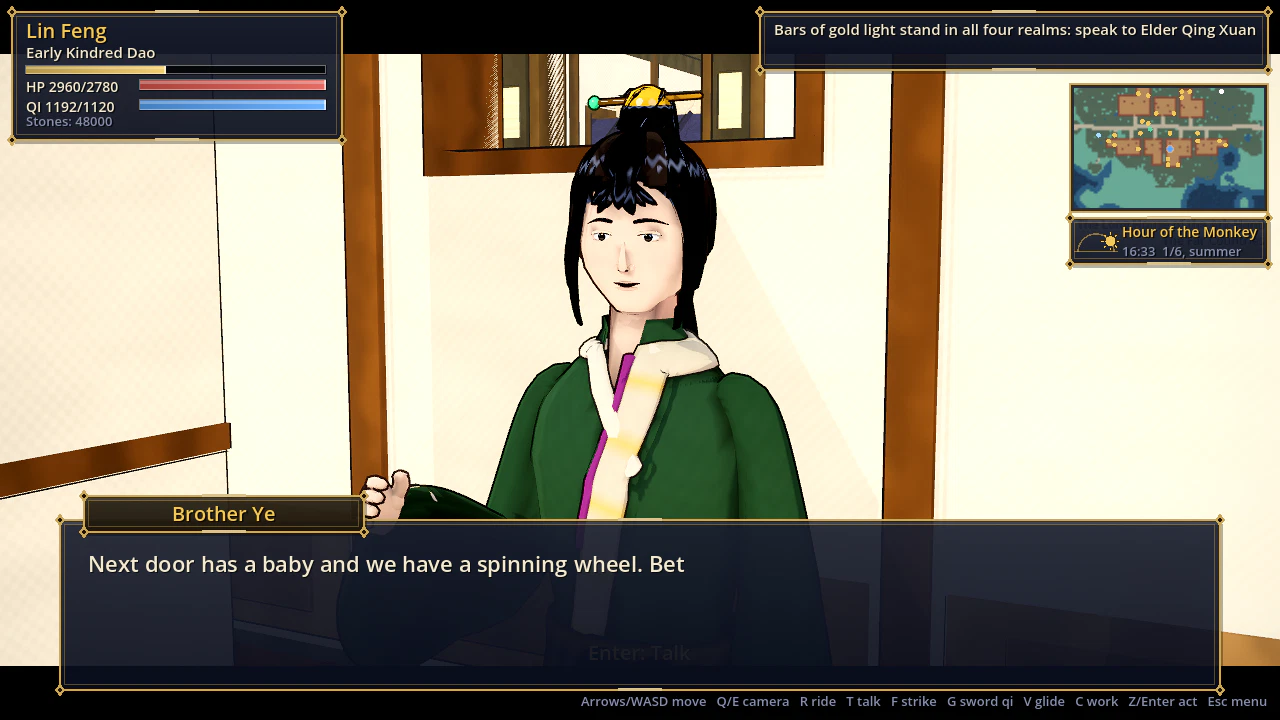 Lin Feng
Early Kindred Dao
HP 2960/2780
QI 1192/1120
Stones: 48000
Bars of gold light stand in all four realms: speak to Elder Qing Xuan
Hour of the Monkey
16:33 1/6, summer
Brother Ye
Next door has a baby and we have a spinning wheel. Bet
Enter: Talk
Arrows/WASD move Q/E camera R ride T talk F strike G sword qi V glide C work Z/Enter act Esc menu